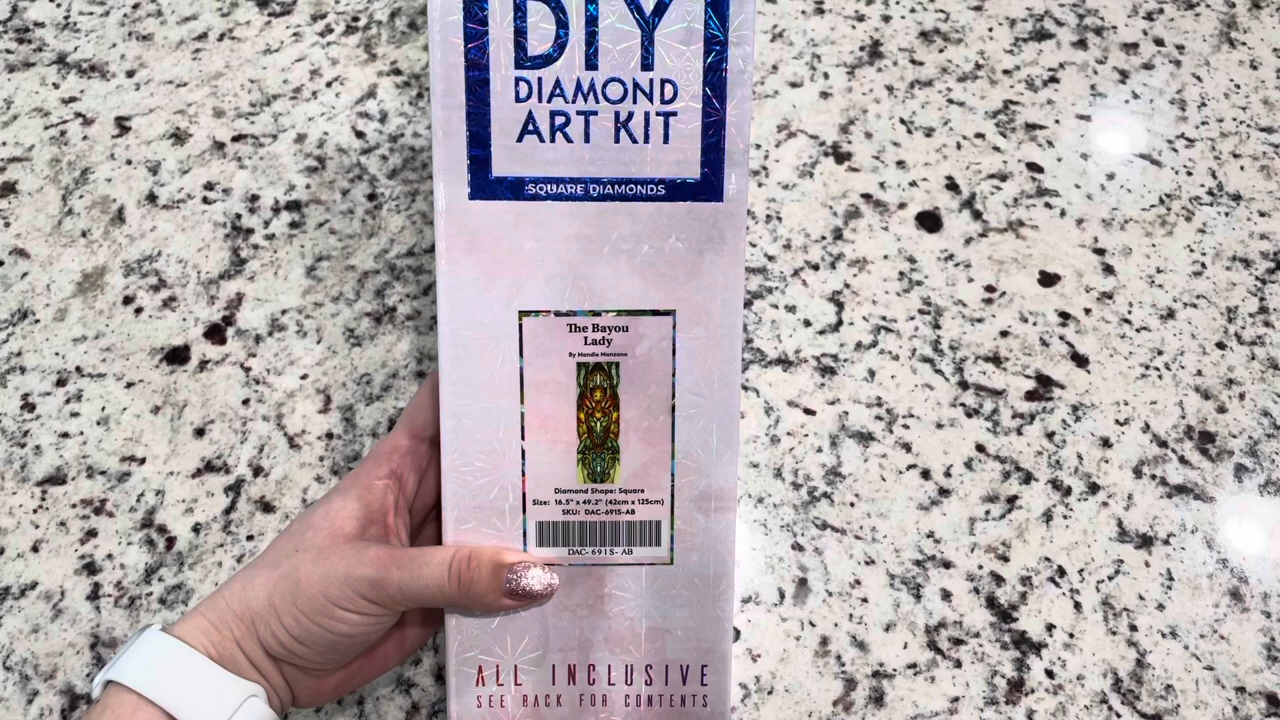 DIY
DIAMOND
ART KIT
SQUARE DIAMONDS
The Bayou
Lady
By Mandie Manzano
Diamond Shape: Square
Size: 16.5" x 49.2" (42cm x 125cm)
SKU: DAC-691S-AB
DAC- 691S- AB
ALL INCLUSIVE
SEE BACK FOR CONTENTS